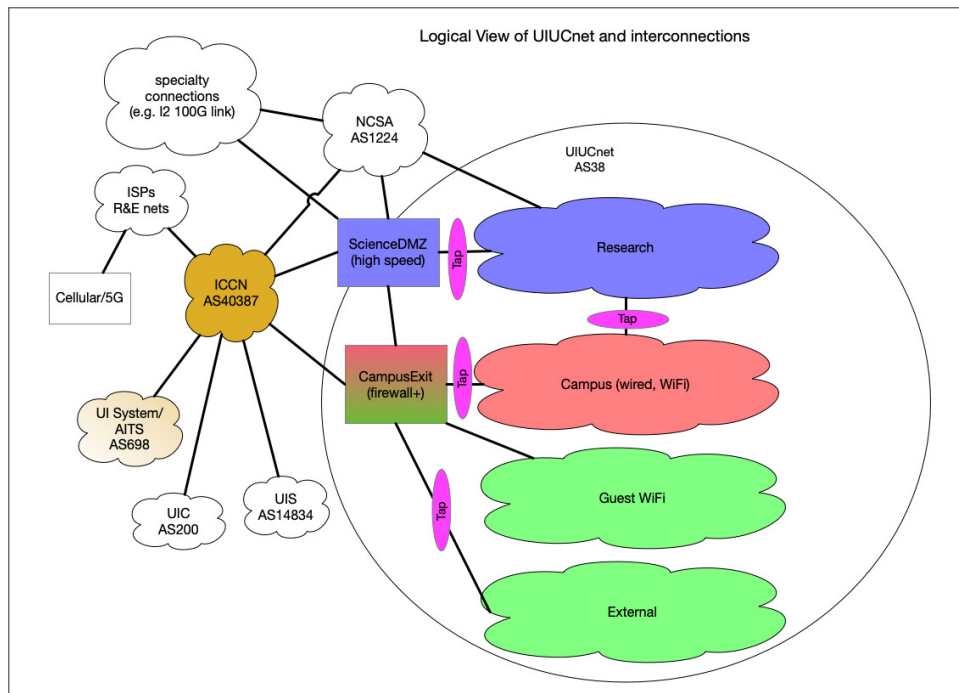 Logical View of UIUCnet and interconnections
specialty
connections
(e.g. I2 100G link)
NCSA
AS1224
UIUCnet
AS38
ISPs
R&E nets
ScienceDMZ
(high speed)
Tap
Research
Cellular/5G
ICCN
AS40387
Tap
CampusExit
(firewall+)
Tap
Campus (wired, WiFi)
UI System/
AITS
AS698
Tap
Guest WiFi
UIC
AS200
UIS
AS14834
External